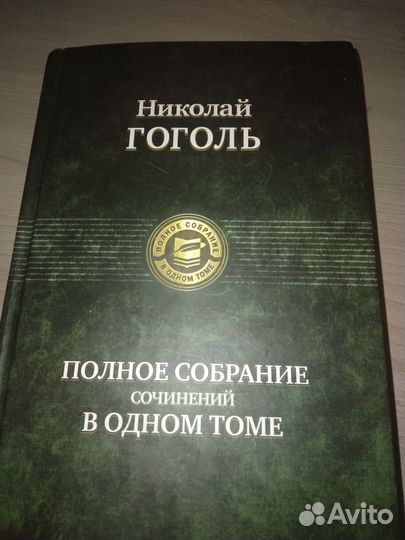 Николай
ГОГОЛЬ
ПОЛНОЕ СОБРАНИЕ
В ОДНОМ ТОМЕ
ПОЛНОЕ СОБРАНИЕ
СОЧИНЕНИЙ
В ОДНОМ ТОМЕ
Avito